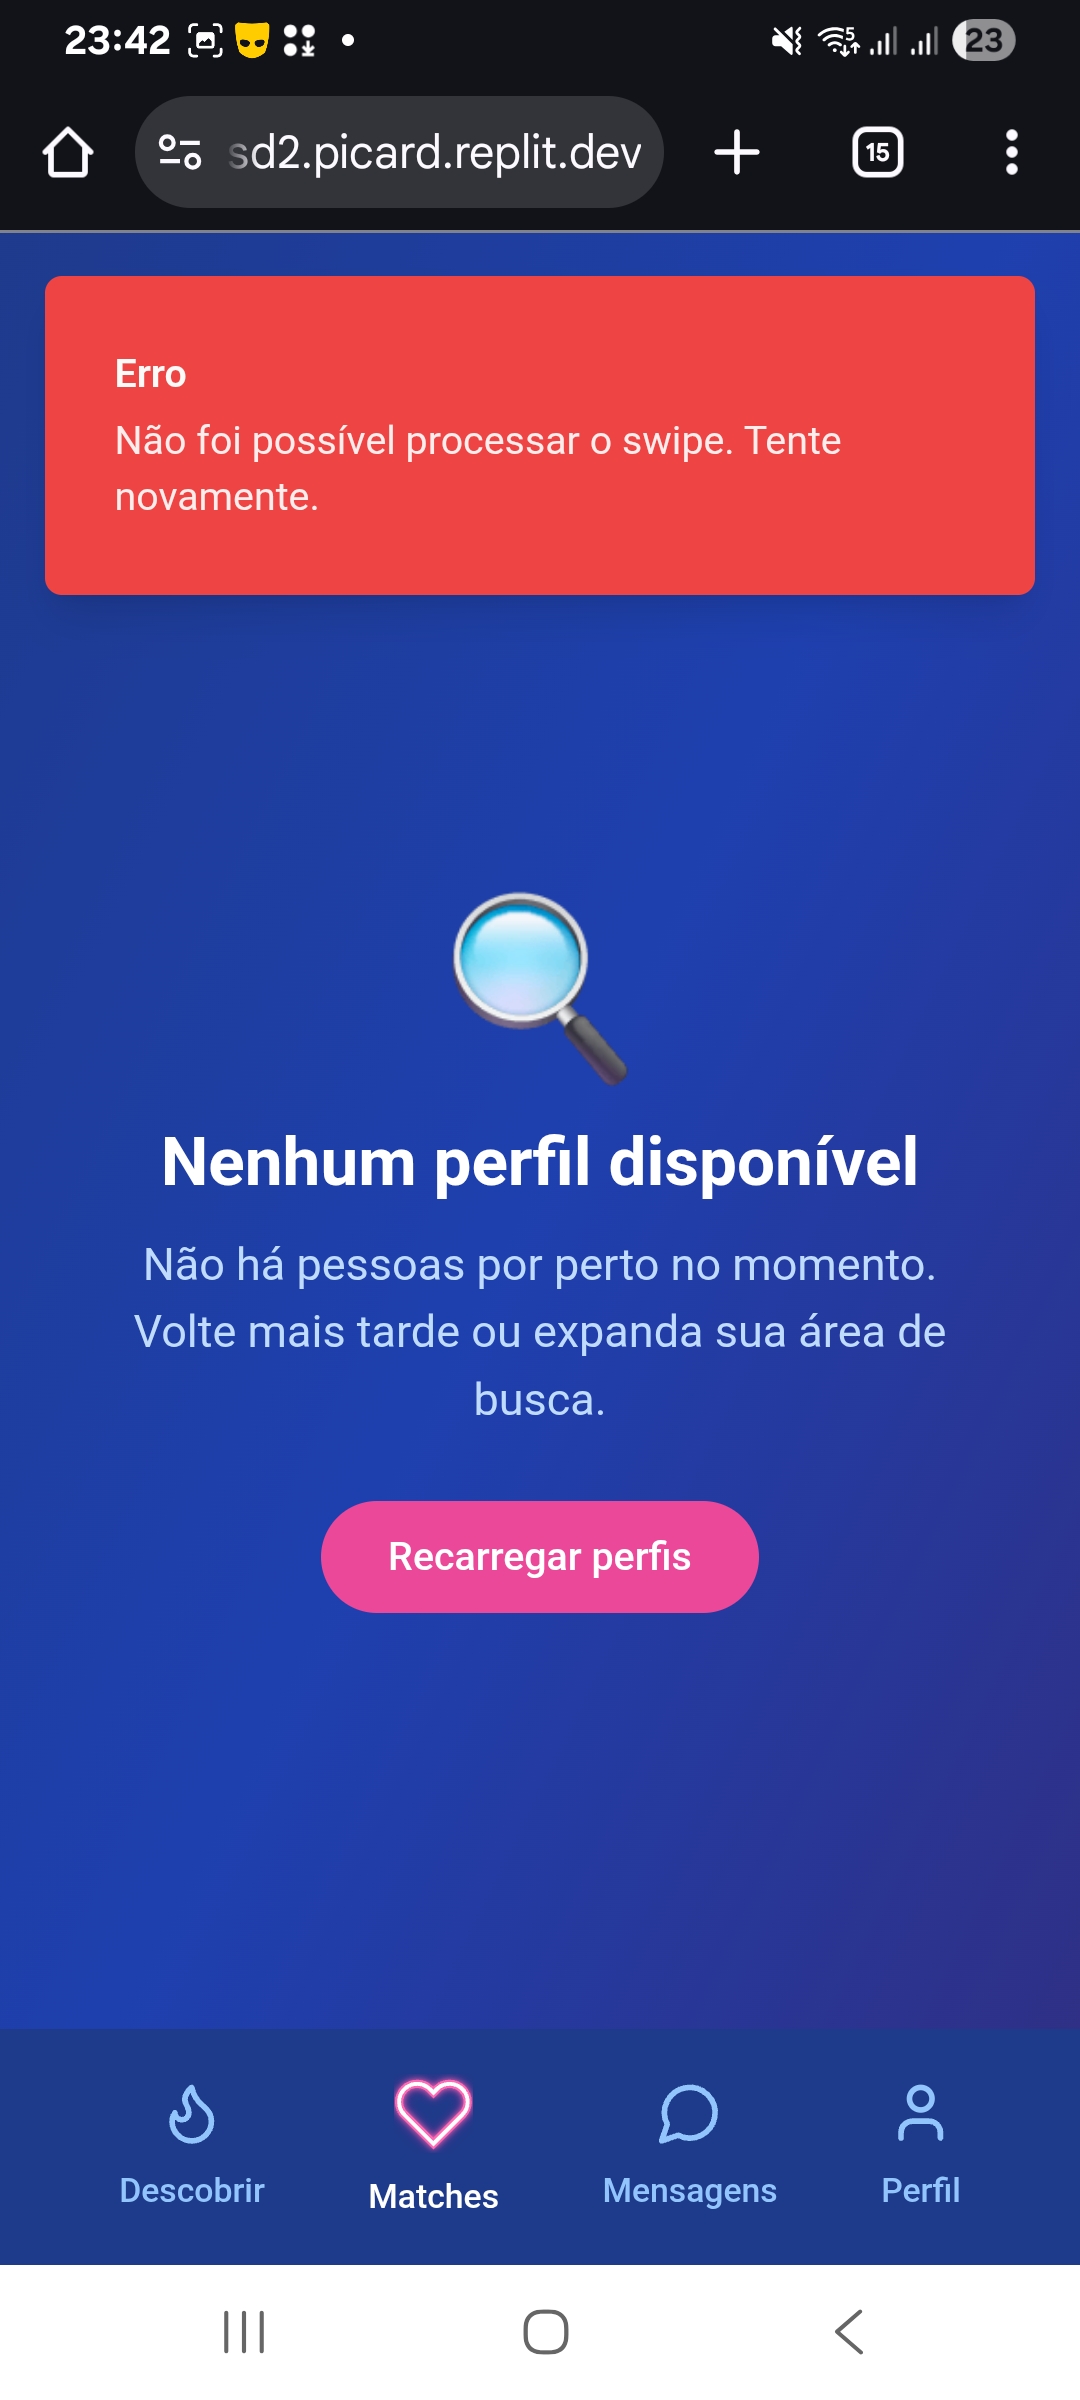 23:42
5
23
sd2.picard.replit.dev
15
Erro
Não foi possível processar o swipe. Tente
novamente.
Nenhum perfil disponível
Não há pessoas por perto no momento.
Volte mais tarde ou expanda sua área de
busca.
Recarregar perfis
Descobrir
Matches
Mensagens
Perfil